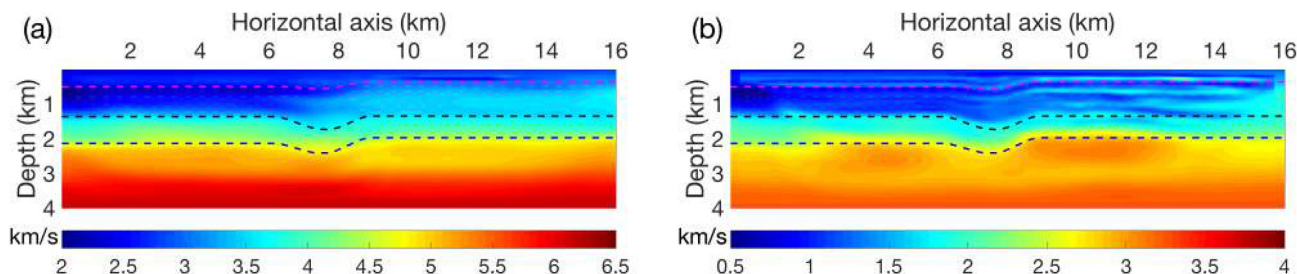 (a) Horizontal axis (km)
2 4 6 8 10 12 14 16
Depth (km)
1
2
3
4
km/s
2 2.5 3 3.5 4 4.5 5 5.5 6 6.5
(b) Horizontal axis (km)
2 4 6 8 10 12 14 16
Depth (km)
1
2
3
4
km/s
0.5 1 1.5 2 2.5 3 3.5 4